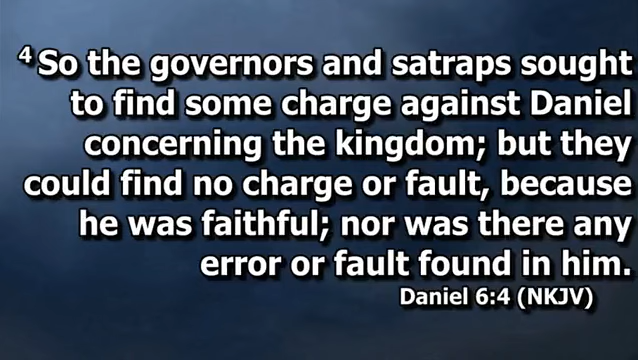 4 So the governors and satraps sought
to find some charge against Daniel
concerning the kingdom; but they
could find no charge or fault, because
he was faithful; nor was there any
error or fault found in him.
Daniel 6:4 (NKJV)